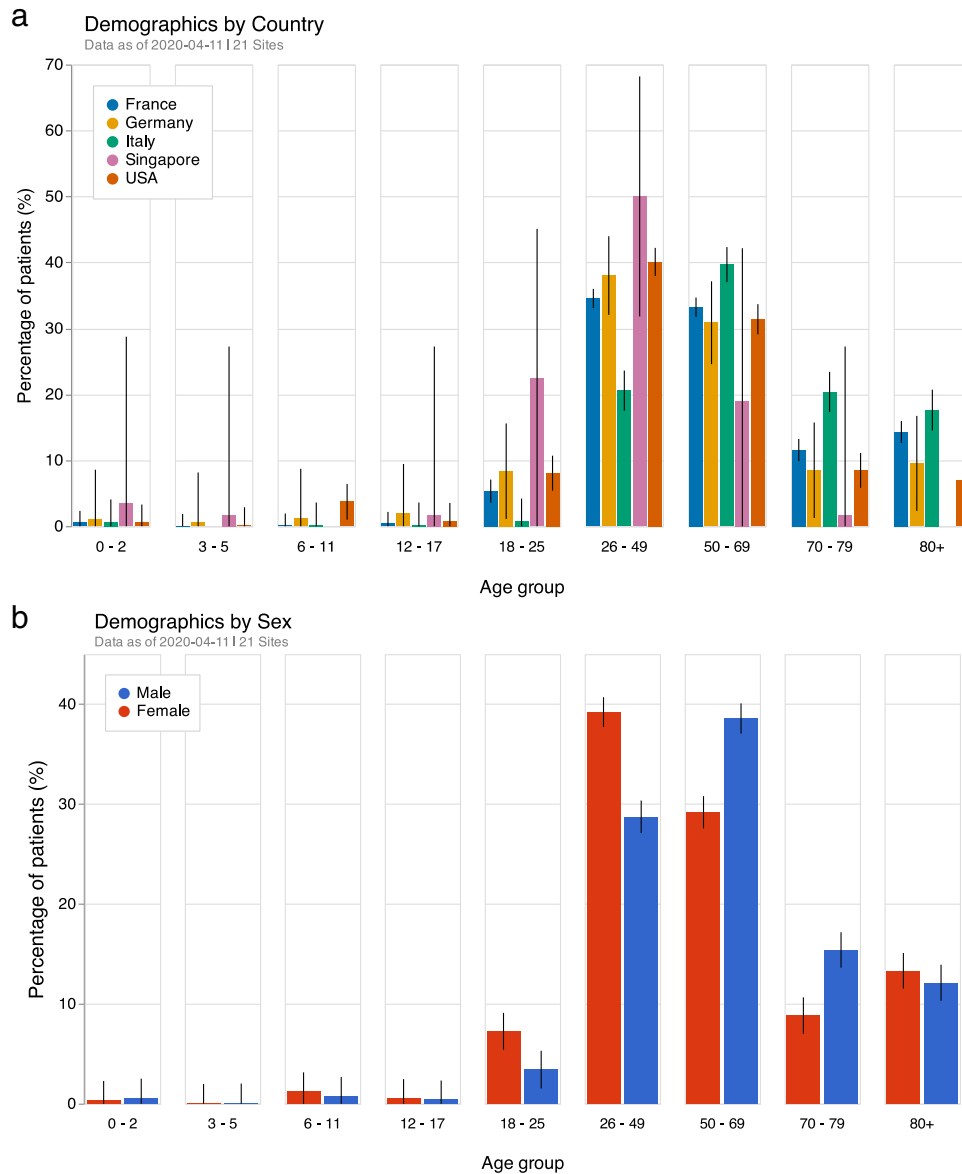 a
Demographics by Country
Data as of 2020-04-11 | 21 Sites
Percentage of patients (%)
70
60
50
40
30
20
10
0
France
Germany
Italy
Singapore
USA
0 - 2 3 - 5 6 - 11 12 - 17 18 - 25 26 - 49 50 - 69 70 - 79 80+
Age group
b
Demographics by Sex
Data as of 2020-04-11 | 21 Sites
Percentage of patients (%)
40
30
20
10
0
Male
Female
0 - 2 3 - 5 6 - 11 12 - 17 18 - 25 26 - 49 50 - 69 70 - 79 80+
Age group